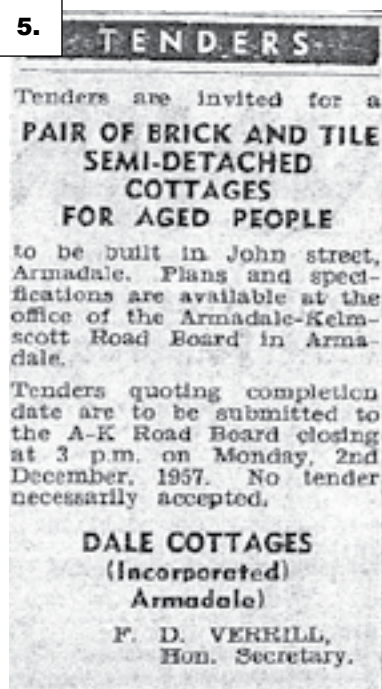 5.
TENDERS
Tenders are invited for a
PAIR OF BRICK AND TILE
SEMI-DETACHED
COTTAGES
FOR AGED PEOPLE
to be built in John street,
Armadale. Plans and speci-
fications are available at the
office of the Armadale-Kelm-
scott Road Board in Arma-
dale.
Tenders quoting completion
date are to be submitted to
the A-K Road Board closing
at 3 p.m. on Monday, 2nd
December, 1957. No tender
necessarily accepted.
DALE COTTAGES
(Incorporated)
Armadale)
F. D. VERRILL,
Hon. Secretary.